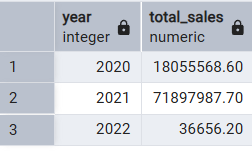 year integer total_sales numeric
1 2020 18055568.60
2 2021 71897987.70
3 2022 36656.20